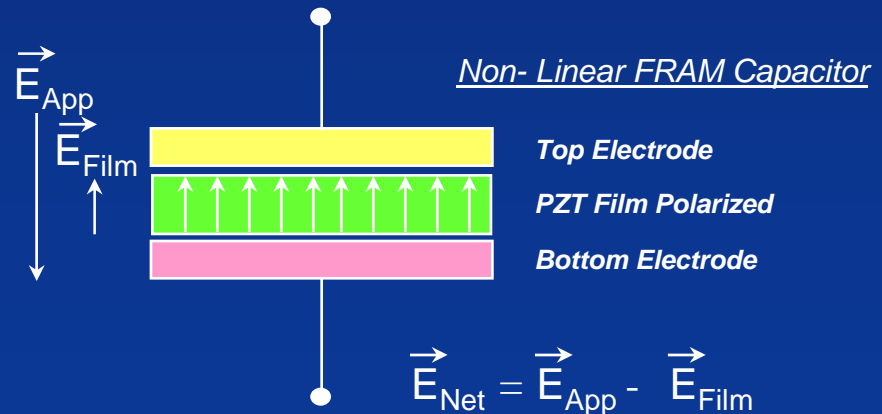 Non- Linear FRAM Capacitor
E App
E Film
Top Electrode
PZT Film Polarized
Bottom Electrode
E Net = E App - E Film